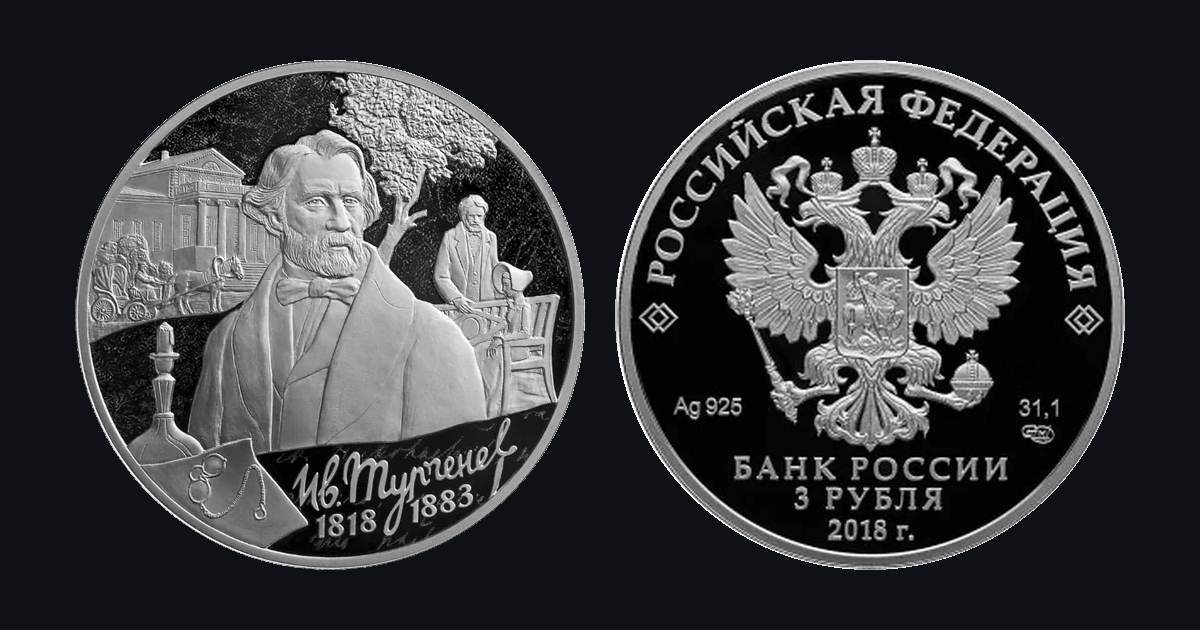 Ив. Тургенев
1818 1883
РОССИЙСКАЯ ФЕДЕРАЦИЯ
Ag 925
31,1
БАНК РОССИИ
3 РУБЛЯ
2018 г.